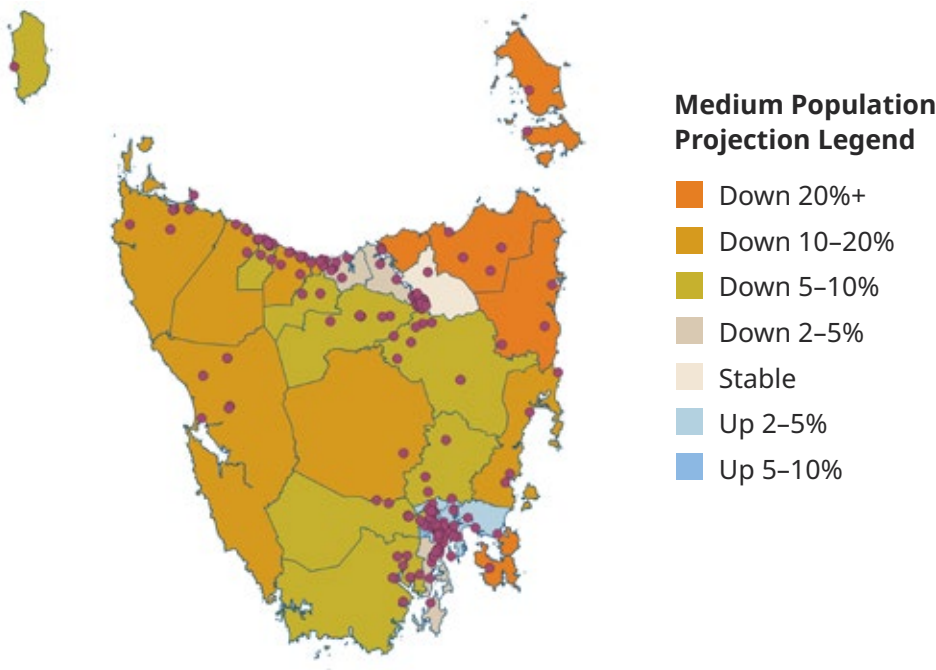 Medium Population
Projection Legend
Down 20%+
Down 10–20%
Down 5–10%
Down 2–5%
Stable
Up 2–5%
Up 5–10%